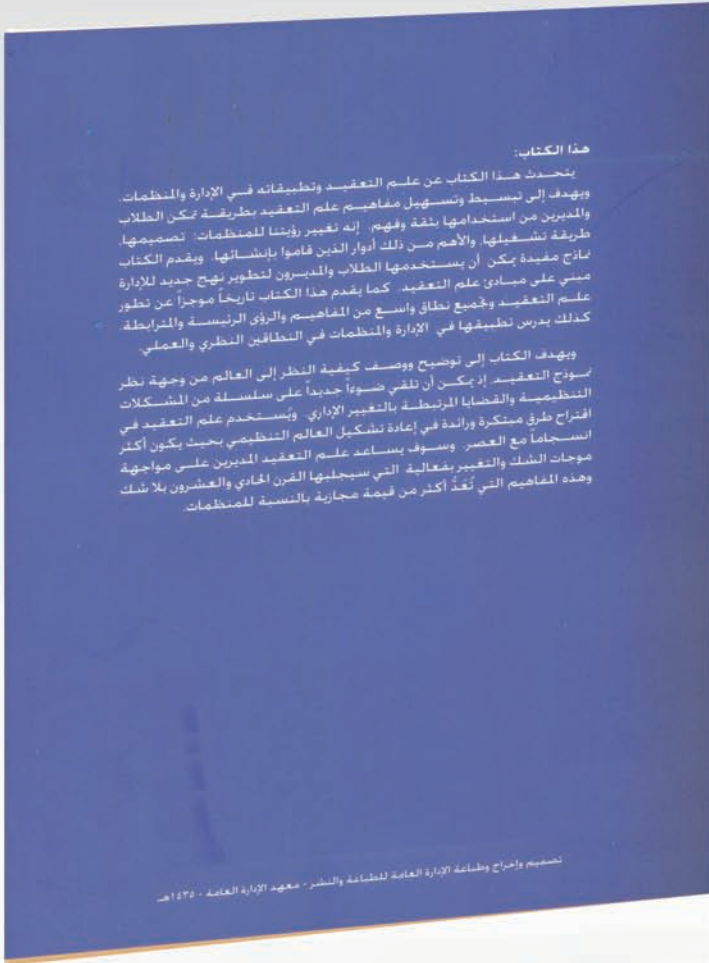 هذا الكتاب:
يتحدث هذا الكتاب عن علم التعقيد وتطبيقاته في الإدارة والمنظمات.
ويهدف إلى تبسيط وتسهيل مفاهيم علم التعقيد بطريقة تمكن الطلاب
والمديرين من استخدامها بثقة وفهم. إنه تغيير رؤيتنا للمنظمات: تصميمها،
طريقة تشغيلها، والأهم من ذلك أدوار الذين قاموا بإنشائها. ويقدم الكتاب
نماذج مفيدة يمكن أن يستخدمها الطلاب والمديرون لتطوير نهج جديد للإدارة
مبني على مبادئ علم التعقيد. كما يقدم هذا الكتاب تاريخاً موجزاً عن تطور
علم التعقيد وتجميع نطاق واسع من المفاهيم والرؤى الرئيسة والمترابطة،
كذلك يدرس تطبيقها في الإدارة والمنظمات في النطاقين النظري والعملي.
ويهدف الكتاب إلى توضيح ووصف كيفية النظر إلى العالم من وجهة نظر
نموذج التعقيد. إذ يمكن أن تلقي ضوءاً جديداً على سلسلة من المشكلات
التنظيمية والقضايا المرتبطة بالتغيير الإداري. ويُستخدم علم التعقيد في
اقتراح طرق مبتكرة ورائدة في إعادة تشكيل العالم التنظيمي بحيث يكون أكثر
انسجاماً مع العصر. وسوف يساعد علم التعقيد المديرين على مواجهة
موجات الشك والتغيير بفعالية التي سيجلبها القرن الحادي والعشرون بلا شك
وهذه المفاهيم التي تُعَدُّ أكثر من قيمة مجازية بالنسبة للمنظمات.
تصميم وإخراج وطباعة الإدارة العامة للطباعة والنشر - معهد الإدارة العامة - ١٤٣٥هـ